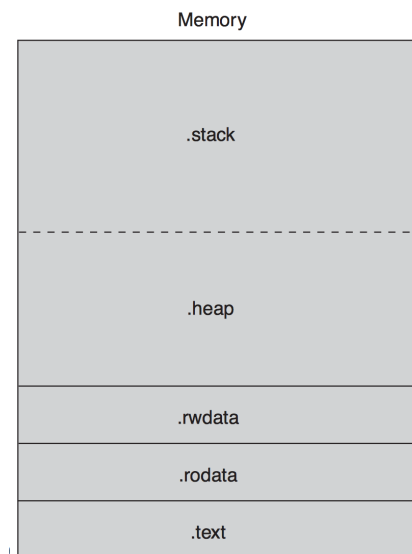 Memory
.stack
.heap
.rwdata
.rodata
.text